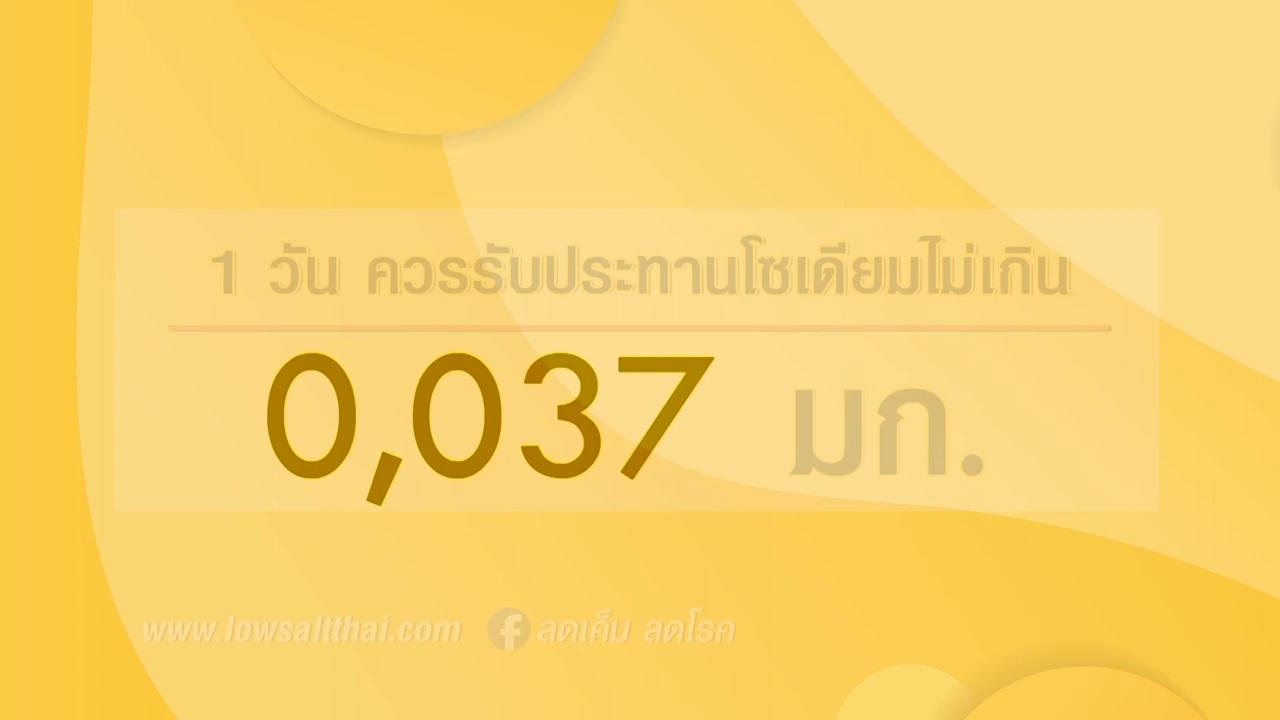 1 วัน ควรรับประทานโซเดียมไม่เกิน
0,037 มก.
www.lowsaltthai.com ลดเค็ม ลดโรค